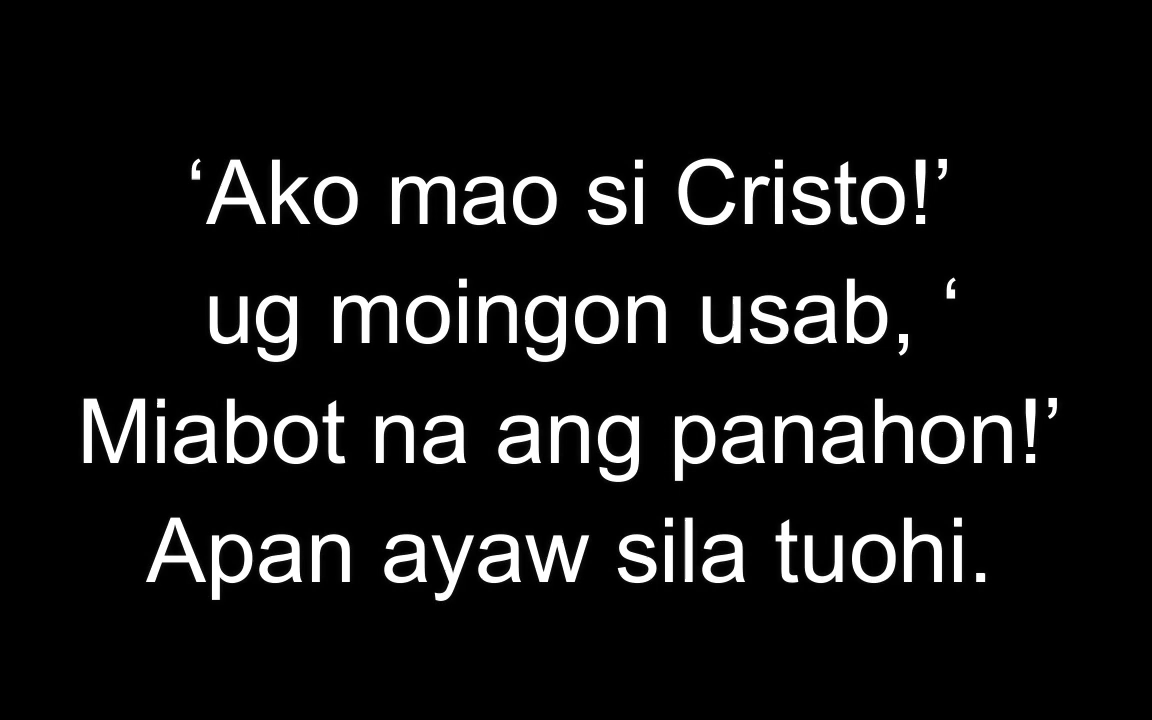 ‘Ako mao si Cristo!’
ug moingon usab, ‘
Miabot na ang panahon!’
Apan ayaw sila tuohi.